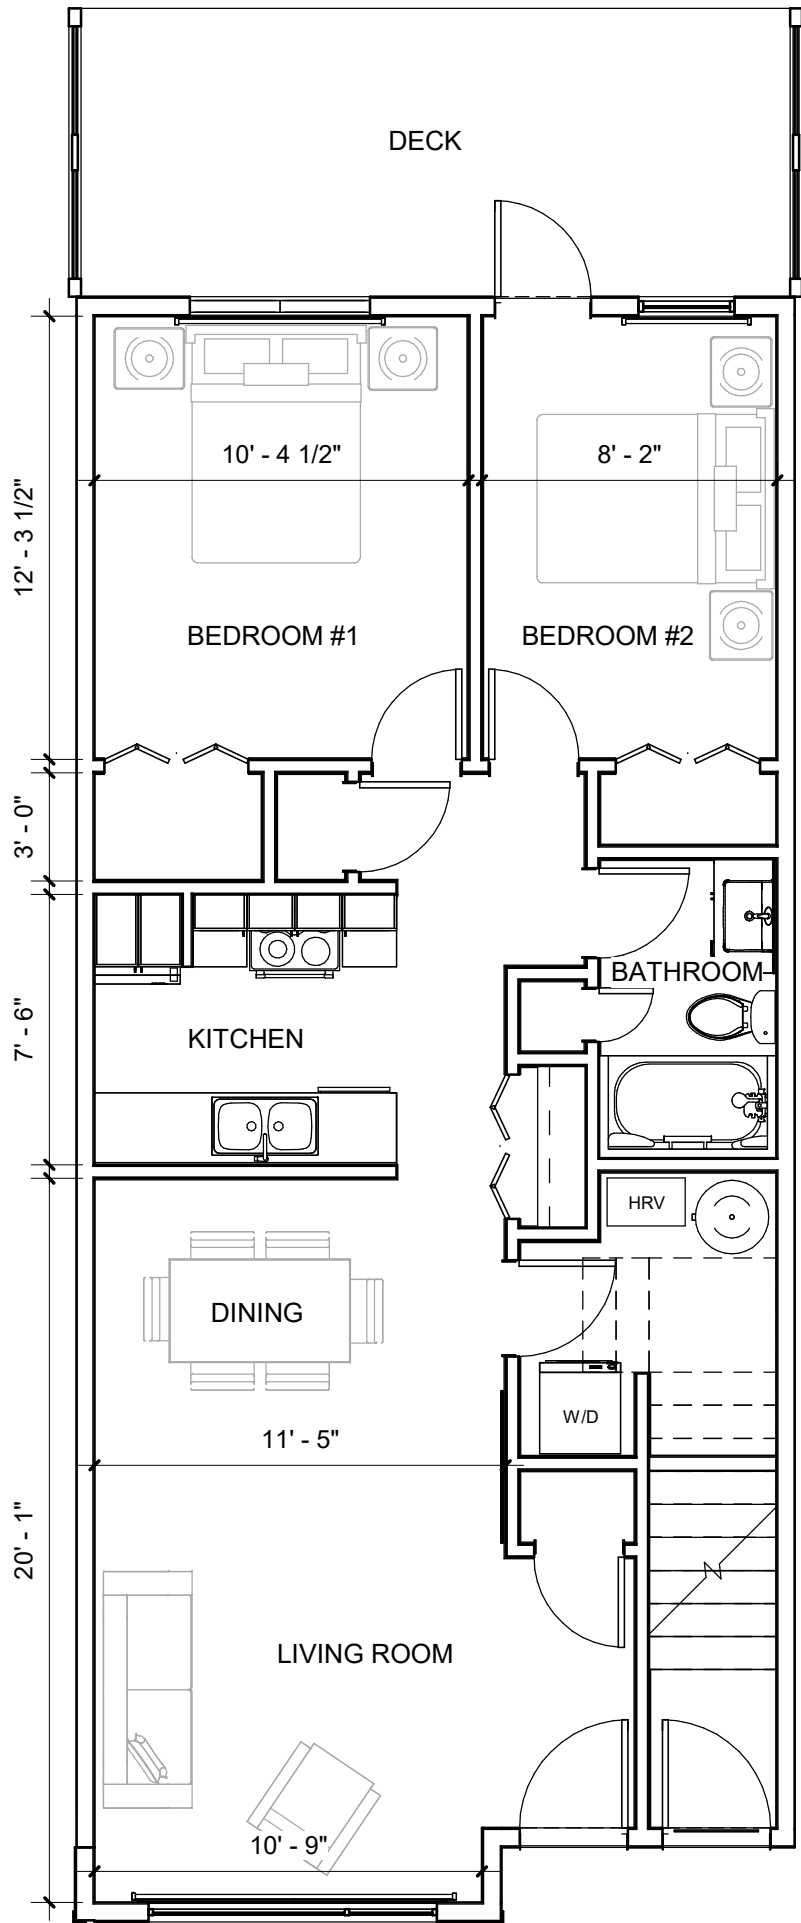 DECK
10' - 4 1/2"
8' - 2"
12' - 3 1/2"
BEDROOM #1
BEDROOM #2
3' - 0"
BATHROOM
7' - 6"
KITCHEN
HRV
DINING
W/D
11' - 5"
20' - 1"
LIVING ROOM
10' - 9"